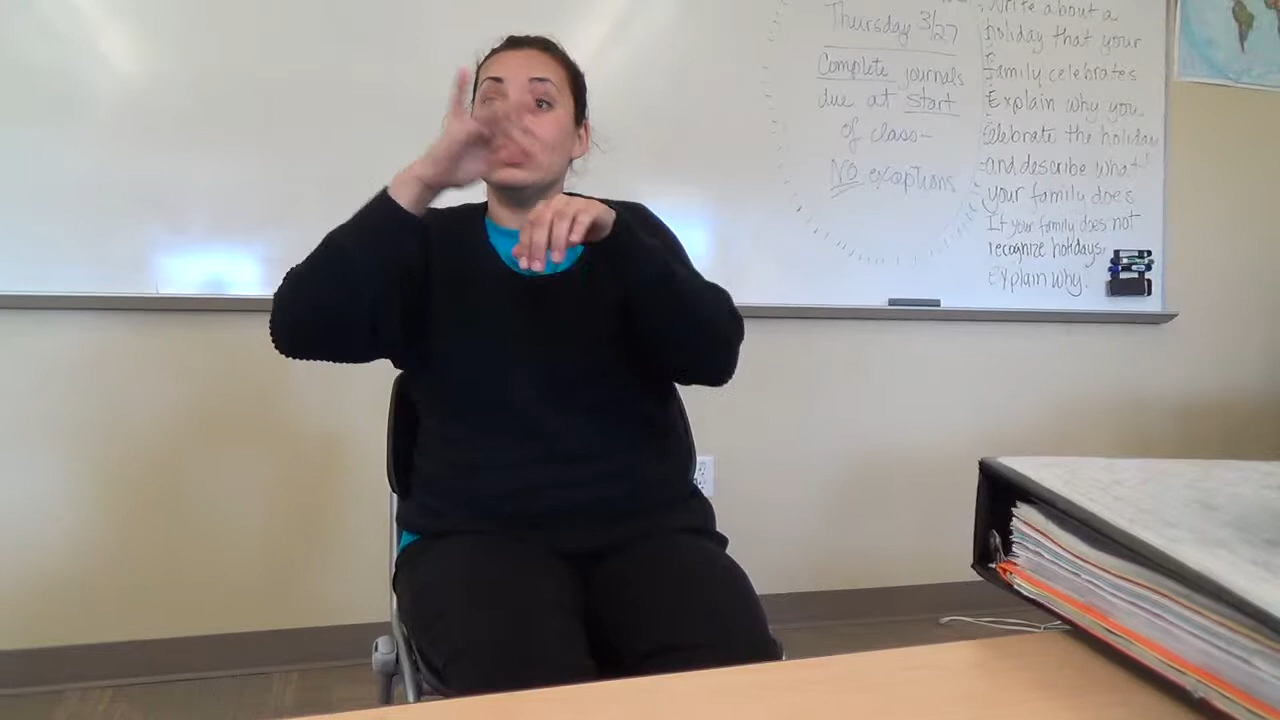 Thursday 3/27
Complete journals
due at Start
of class-
NO exceptions
Write about a
holiday that your
family celebrates
Explain why you
celebrate the holiday
and describe what
your family does
If your family does not
recognize holidays,
explain why.